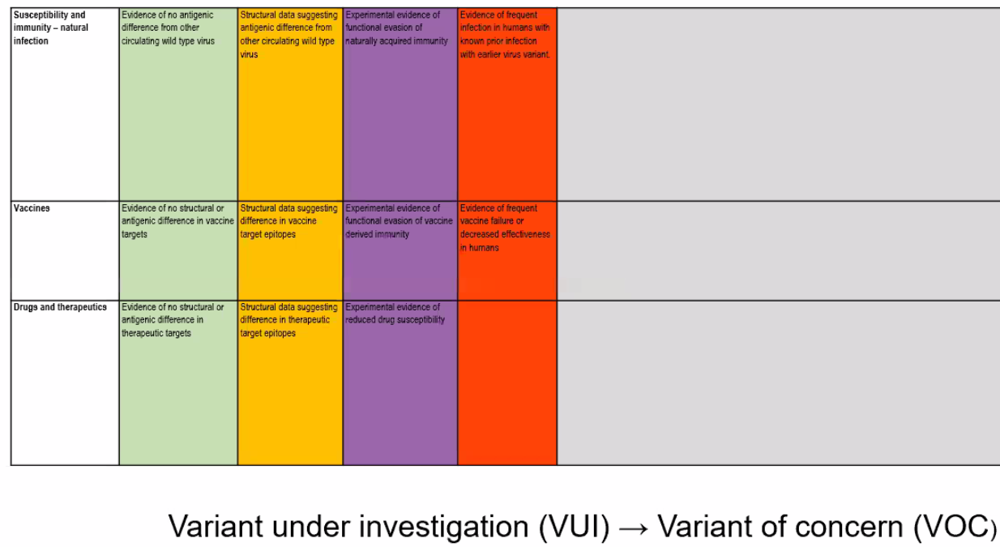 Susceptibility and
immunity – natural
infection
Evidence of no antigenic
difference from other
circulating wild type virus
Structural data suggesting
antigenic difference from
other circulating wild type
virus
Experimental evidence of
functional evasion of
naturally acquired immunity
Evidence of frequent
infection in humans with
known prior infection
with earlier virus variant.
Vaccines
Evidence of no structural or
antigenic difference in vaccine
targets
Structural data suggesting
difference in vaccine
target epitopes
Experimental evidence of
functional evasion of vaccine
derived immunity
Evidence of frequent
vaccine failure or
decreased effectiveness
in humans
Drugs and therapeutics
Evidence of no structural or
antigenic difference in
therapeutic targets
Structural data suggesting
difference in therapeutic
target epitopes
Experimental evidence of
reduced drug susceptibility
Variant under investigation (VUI) → Variant of concern (VOC)